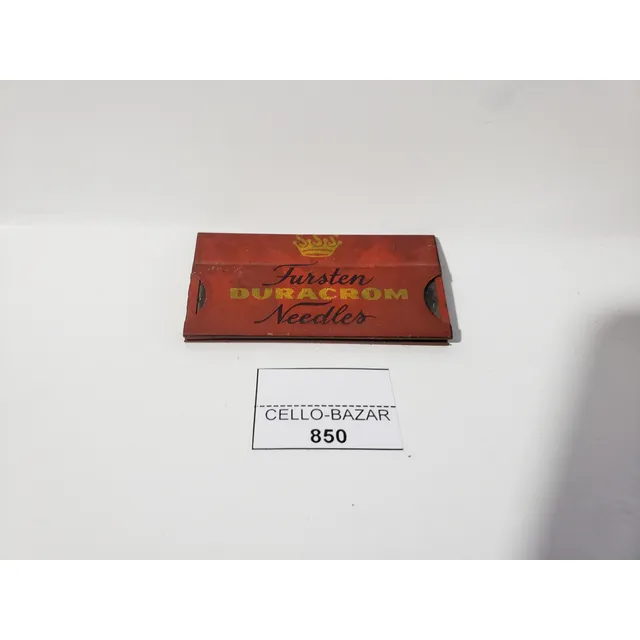 Fursten
DURACROM
Needles
CELLO-BAZAR
850